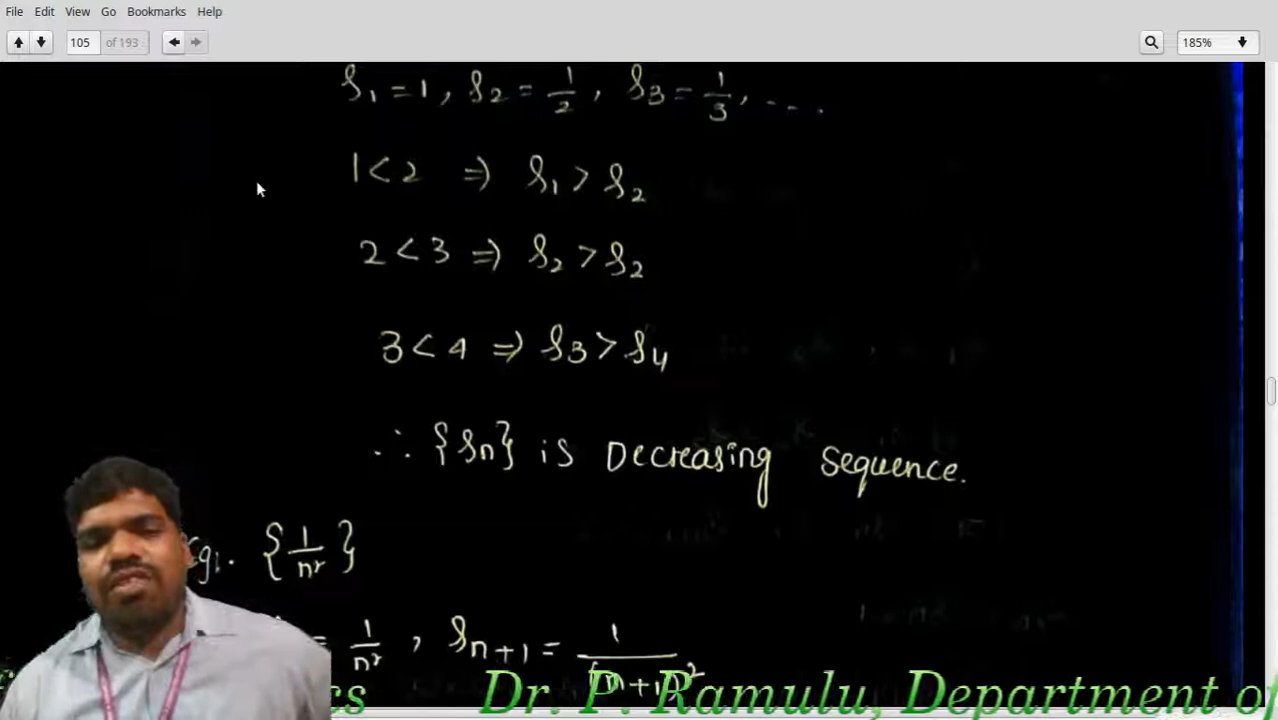 File Edit View Go Bookmarks Help
105 of 193 185%
S₁ = 1, S₂ = 1/2, S₃ = 1/3, ....
1 < 2 ⇒ S₁ > S₂
2 < 3 ⇒ S₂ > S₂
3 < 4 ⇒ S₃ > S₄
∴ {Sn} is Decreasing sequence.
Eg:. {1/n²}
= 1/n², Sn+1 = 1/(n+1)²
Dr. P. Ramulu, Department of